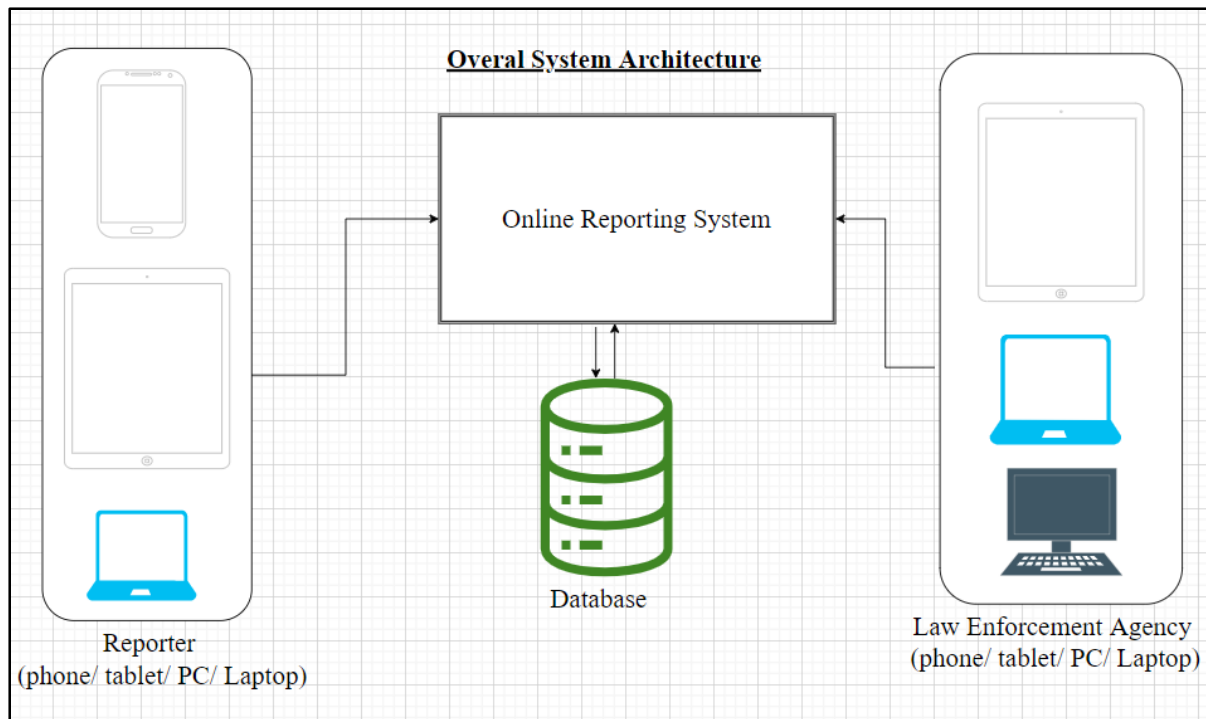 Overal System Architecture
Online Reporting System
Database
Reporter
(phone/ tablet/ PC/ Laptop)
Law Enforcement Agency
(phone/ tablet/ PC/ Laptop)